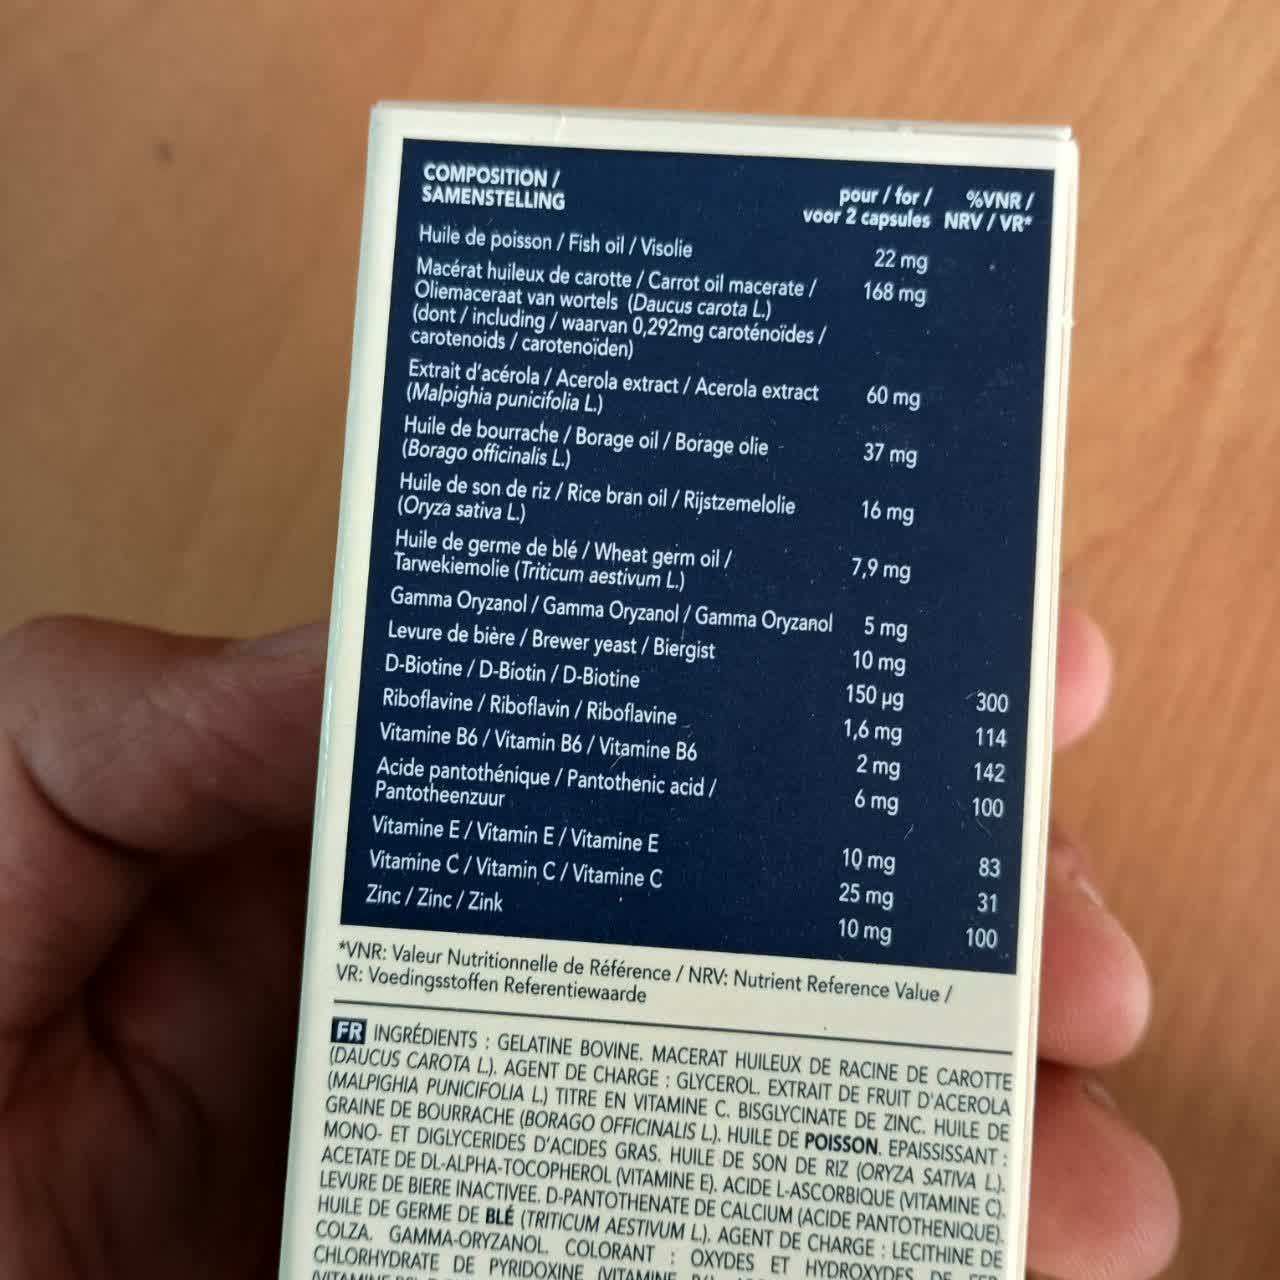 COMPOSITION /
SAMENSTELLING
pour / for /
voor 2 capsules
%VNR /
NRV / VR*
Huile de poisson / Fish oil / Visolie 22 mg
Macérat huileux de carotte / Carrot oil macerate / 168 mg
Oliemaceraat van wortels (Daucus carota L.)
(dont / including / waarvan 0,292mg caroténoïdes /
carotenoids / carotenoïden)
Extrait d'acérola / Acerola extract / Acerola extract 60 mg
(Malpighia punicifolia L.)
Huile de bourrache / Borage oil / Borage olie 37 mg
(Borago officinalis L.)
Huile de son de riz / Rice bran oil / Rijstzemelolie 16 mg
(Oryza sativa L.)
Huile de germe de blé / Wheat germ oil / 7,9 mg
Tarwekiemolie (Triticum aestivum L.)
Gamma Oryzanol / Gamma Oryzanol / Gamma Oryzanol 5 mg
Levure de bière / Brewer yeast / Biergist 10 mg
D-Biotine / D-Biotin / D-Biotine 150 µg 300
Riboflavine / Riboflavin / Riboflavine 1,6 mg 114
Vitamine B6 / Vitamin B6 / Vitamine B6 2 mg 142
Acide pantothénique / Pantothenic acid / 6 mg 100
Pantotheenzuur
Vitamine E / Vitamin E / Vitamine E 10 mg 83
Vitamine C / Vitamin C / Vitamine C 25 mg 31
Zinc / Zinc / Zink 10 mg 100
*VNR: Valeur Nutritionnelle de Référence / NRV: Nutrient Reference Value /
VR: Voedingsstoffen Referentiewaarde
FR INGRÉDIENTS : GELATINE BOVINE. MACERAT HUILEUX DE RACINE DE CAROTTE
(DAUCUS CAROTA L.). AGENT DE CHARGE : GLYCEROL. EXTRAIT DE FRUIT D'ACEROLA
(MALPIGHIA PUNICIFOLIA L.) TITRE EN VITAMINE C. BISGLYCINATE DE ZINC. HUILE DE
GRAINE DE BOURRACHE (BORAGO OFFICINALIS L.). HUILE DE POISSON. EPAISSISSANT :
MONO- ET DIGLYCERIDES D'ACIDES GRAS. HUILE DE SON DE RIZ (ORYZA SATIVA L.).
ACETATE DE DL-ALPHA-TOCOPHEROL (VITAMINE E). ACIDE L-ASCORBIQUE (VITAMINE C).
LEVURE DE BIERE INACTIVEE. D-PANTOTHENATE DE CALCIUM (ACIDE PANTOTHENIQUE).
HUILE DE GERME DE BLÉ (TRITICUM AESTIVUM L.). AGENT DE CHARGE : LECITHINE DE
COLZA. GAMMA-ORYZANOL. COLORANT : OXYDES ET HYDROXYDES DE FER.
CHLORHYDRATE DE PYRIDOXINE (VITAMINE